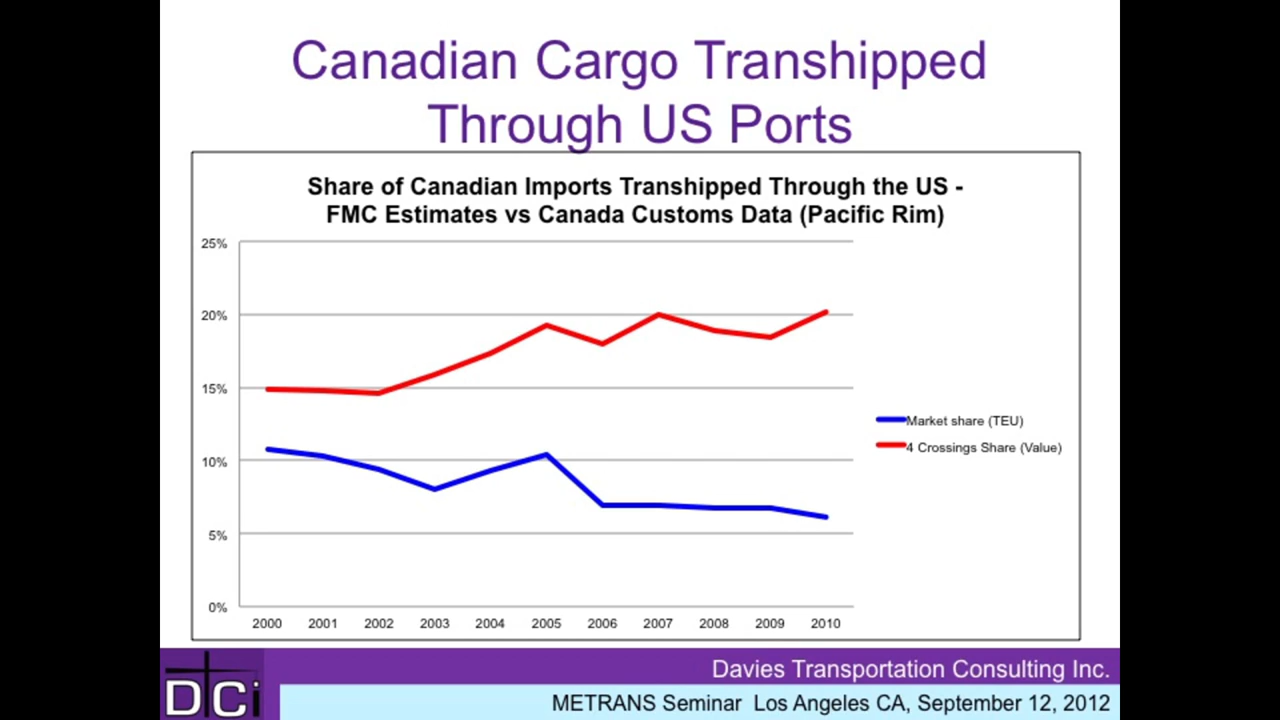 Canadian Cargo Transhipped
Through US Ports
Share of Canadian Imports Transhipped Through the US -
FMC Estimates vs Canada Customs Data (Pacific Rim)
25%
20%
15%
10%
5%
0%
2000 2001 2002 2003 2004 2005 2006 2007 2008 2009 2010
Market share (TEU)
4 Crossings Share (Value)
Davies Transportation Consulting Inc.
DTCi
METRANS Seminar Los Angeles CA, September 12, 2012